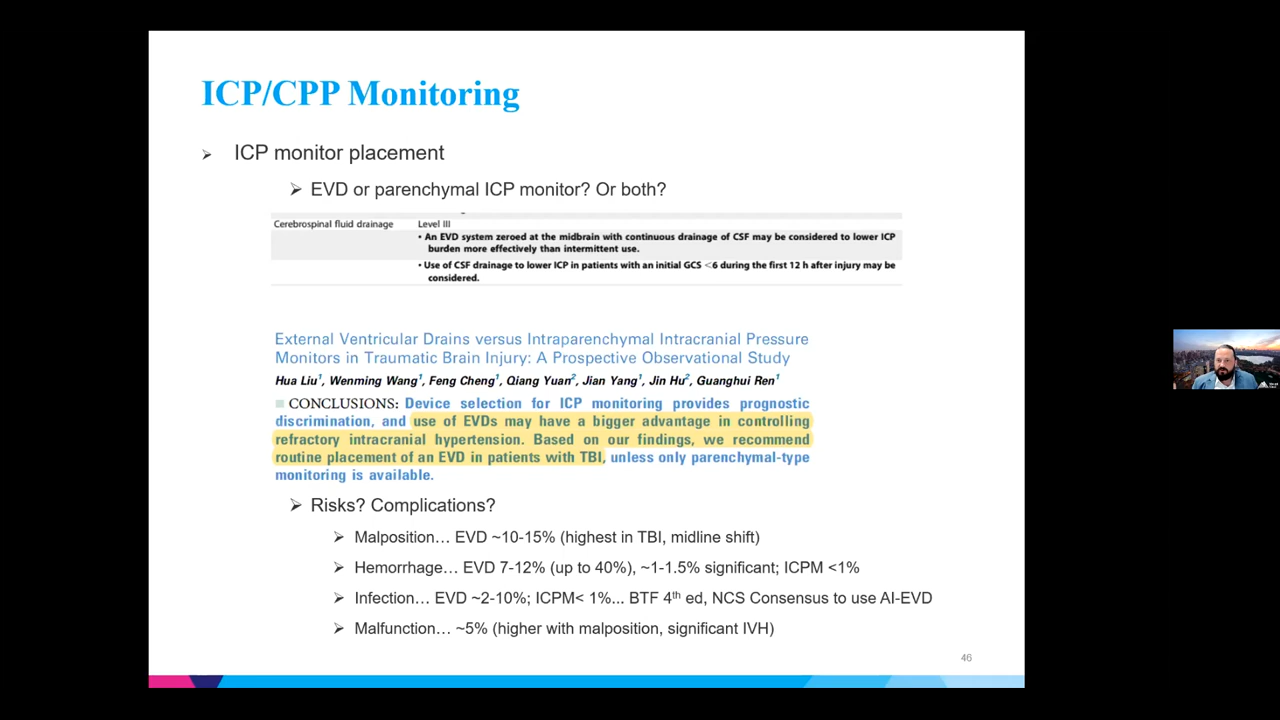 ICP/CPP Monitoring
➢ ICP monitor placement
➢ EVD or parenchymal ICP monitor? Or both?
Cerebrospinal fluid drainage Level III
• An EVD system zeroed at the midbrain with continuous drainage of CSF may be considered to lower ICP
burden more effectively than intermittent use.
• Use of CSF drainage to lower ICP in patients with an initial GCS <6 during the first 12 h after injury may be
considered.
External Ventricular Drains versus Intraparenchymal Intracranial Pressure
Monitors in Traumatic Brain Injury: A Prospective Observational Study
Hua Liu1, Wenming Wang1, Feng Cheng1, Qiang Yuan2, Jian Yang1, Jin Hu2, Guanghui Ren1
■ CONCLUSIONS: Device selection for ICP monitoring provides prognostic
discrimination, and use of EVDs may have a bigger advantage in controlling
refractory intracranial hypertension. Based on our findings, we recommend
routine placement of an EVD in patients with TBI, unless only parenchymal-type
monitoring is available.
➢ Risks? Complications?
➢ Malposition… EVD ~10-15% (highest in TBI, midline shift)
➢ Hemorrhage… EVD 7-12% (up to 40%), ~1-1.5% significant; ICPM <1%
➢ Infection… EVD ~2-10%; ICPM< 1%... BTF 4th ed, NCS Consensus to use AI-EVD
➢ Malfunction… ~5% (higher with malposition, significant IVH)
46